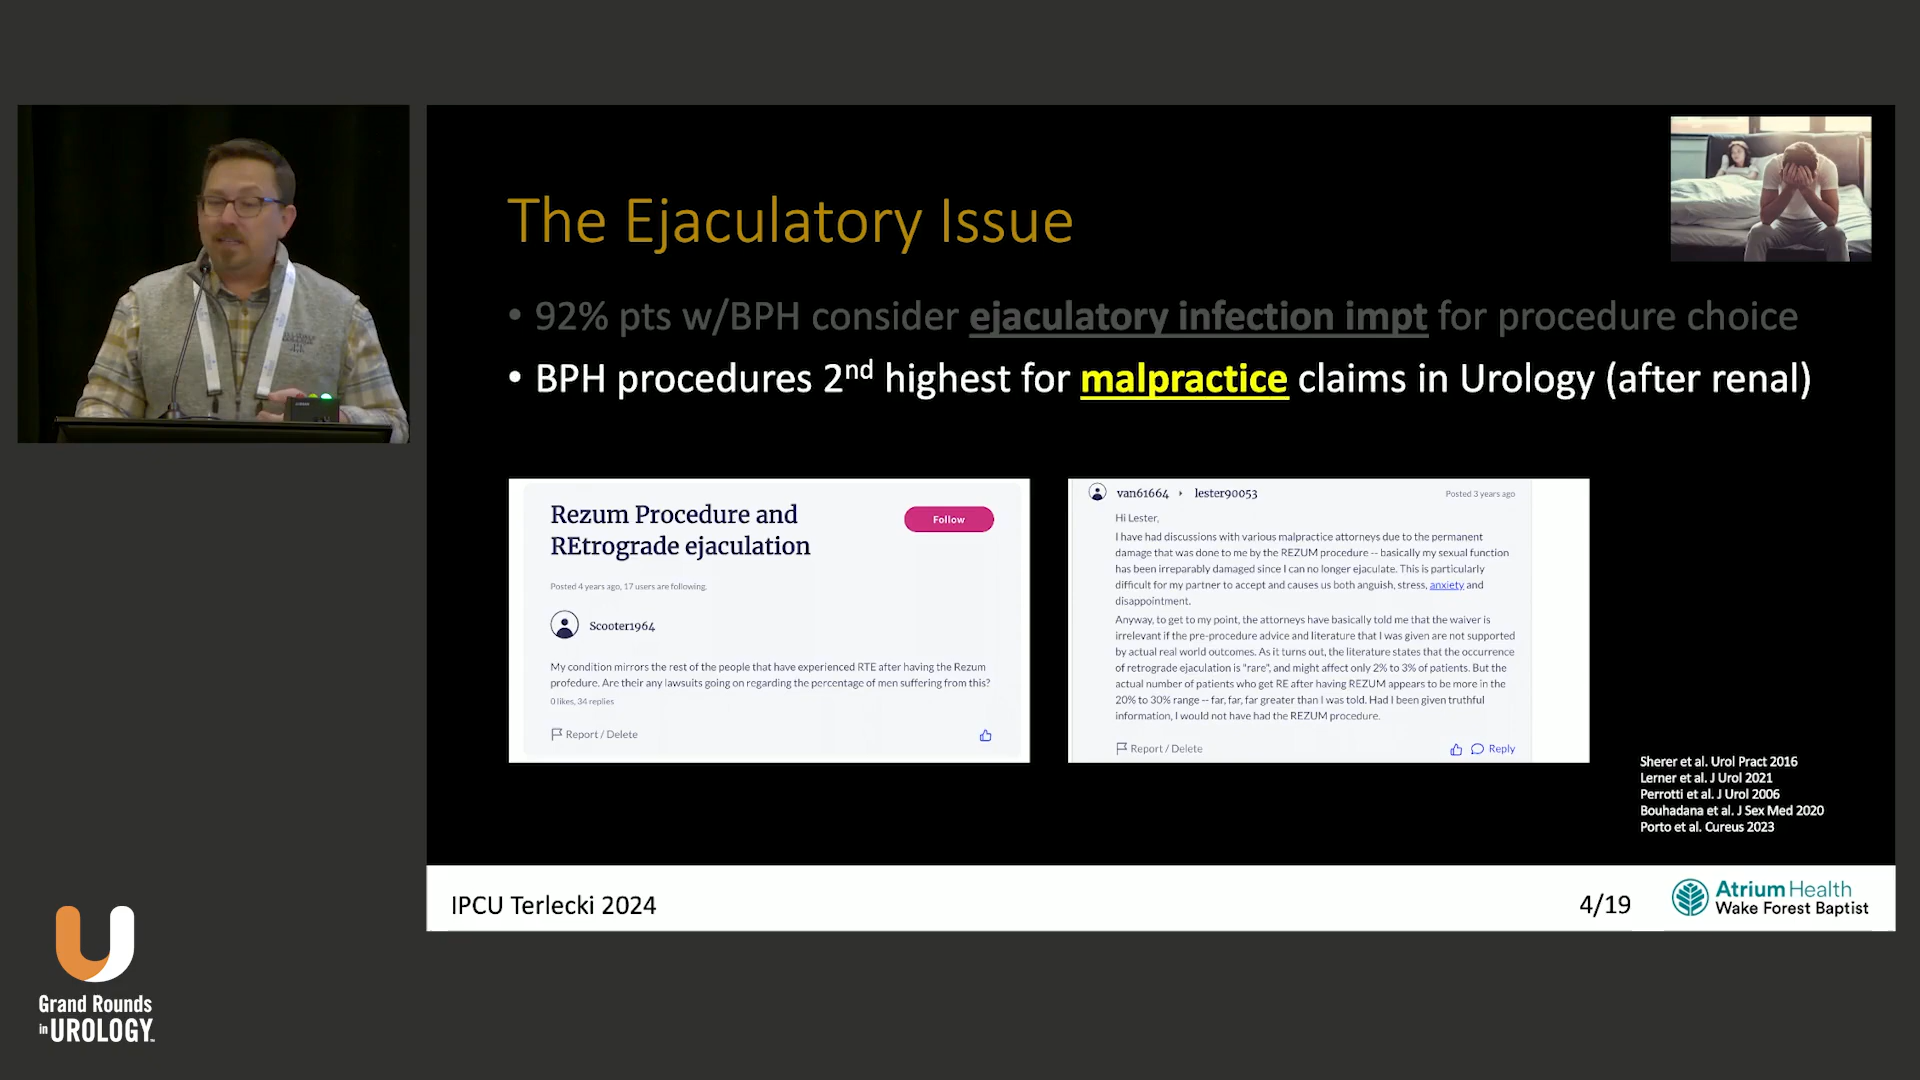 The Ejaculatory Issue
• 92% pts w/BPH consider ejaculatory infection impt for procedure choice
• BPH procedures 2nd highest for malpractice claims in Urology (after renal)
Rezum Procedure and
REtrograde ejaculation
Follow
Posted 4 years ago, 17 users are following.
Scooter1964
My condition mirrors the rest of the people that have experienced RTE after having the Rezum
profedure. Are their any lawsuits going on regarding the percentage of men suffering from this?
0 likes, 34 replies
Report / Delete
van61664 lester90053
Posted 3 years ago
Hi Lester,
I have had discussions with various malpractice attorneys due to the permanent
damage that was done to me by the REZUM procedure -- basically my sexual function
has been irreparably damaged since I can no longer ejaculate. This is particularly
difficult for my partner to accept and causes us both anguish, stress, anxiety and
disappointment.
Anyway, to get to my point, the attorneys have basically told me that the waiver is
irrelevant if the pre-procedure advice and literature that I was given are not supported
by actual real world outcomes. As it turns out, the literature states that the occurrence
of retrograde ejaculation is "rare", and might affect only 2% to 3% of patients. But the
actual number of patients who get RE after having REZUM appears to be more in the
20% to 30% range -- far, far, far greater than I was told. Had I been given truthful
information, I would not have had the REZUM procedure.
Report / Delete
Reply
Sherer et al. Urol Pract 2016
Lerner et al. J Urol 2021
Perrotti et al. J Urol 2006
Bouhadana et al. J Sex Med 2020
Porto et al. Cureus 2023
IPCU Terlecki 2024
4/19
Atrium Health
Wake Forest Baptist
Grand Rounds
in UROLOGY™